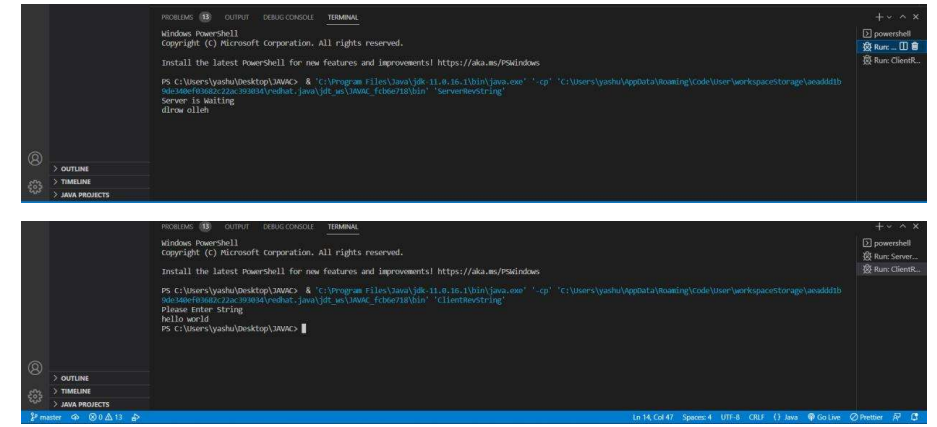 PROBLEMS 13 OUTPUT DEBUG CONSOLE TERMINAL
Windows PowerShell
Copyright (C) Microsoft Corporation. All rights reserved.
Install the latest PowerShell for new features and improvements! https://aka.ms/PSWindows
PS C:\Users\yashu\Desktop\JAVAC> & 'C:\Program Files\Java\jdk-11.0.16.1\bin\java.exe' '-cp' 'C:\Users\yashu\AppData\Roaming\Code\User\workspaceStorage\aeaddd1b
9de340ef03682c22ac393034\redhat.java\jdt_ws\JAVAC_fcb6e718\bin' 'ServerRevString'
Server is Waiting
dlrow olleh
powershell
Run: ...
Run: ClientR...
OUTLINE
TIMELINE
JAVA PROJECTS
PROBLEMS 13 OUTPUT DEBUG CONSOLE TERMINAL
Windows PowerShell
Copyright (C) Microsoft Corporation. All rights reserved.
Install the latest PowerShell for new features and improvements! https://aka.ms/PSWindows
PS C:\Users\yashu\Desktop\JAVAC> & 'C:\Program Files\Java\jdk-11.0.16.1\bin\java.exe' '-cp' 'C:\Users\yashu\AppData\Roaming\Code\User\workspaceStorage\aeaddd1b
9de340ef03682c22ac393034\redhat.java\jdt_ws\JAVAC_fcb6e718\bin' 'ClientRevString'
Please Enter String
hello world
PS C:\Users\yashu\Desktop\JAVAC>
powershell
Run: Server...
Run: ClientR...
OUTLINE
TIMELINE
JAVA PROJECTS
master 0 13 Ln 14, Col 47 Spaces: 4 UTF-8 CRLF {} Java Go Live Prettier